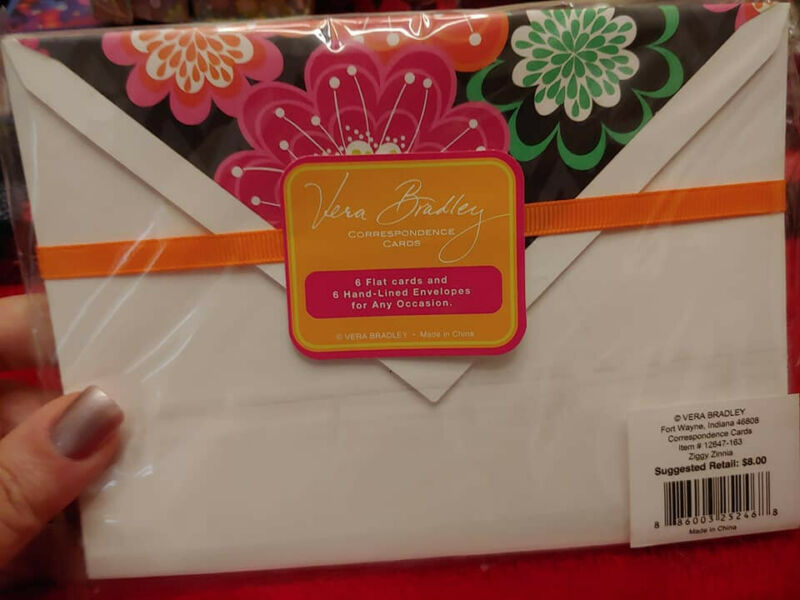 Vera Bradley
CORRESPONDENCE
CARDS
6 Flat cards and
6 Hand-Lined Envelopes
for Any Occasion.
© VERA BRADLEY • Made in China
© VERA BRADLEY
Fort Wayne, Indiana 46808
Correspondence Cards
Item # 12647-163
Ziggy Zinnia
Suggested Retail: $8.00
8 86003 25246 8
Made in China